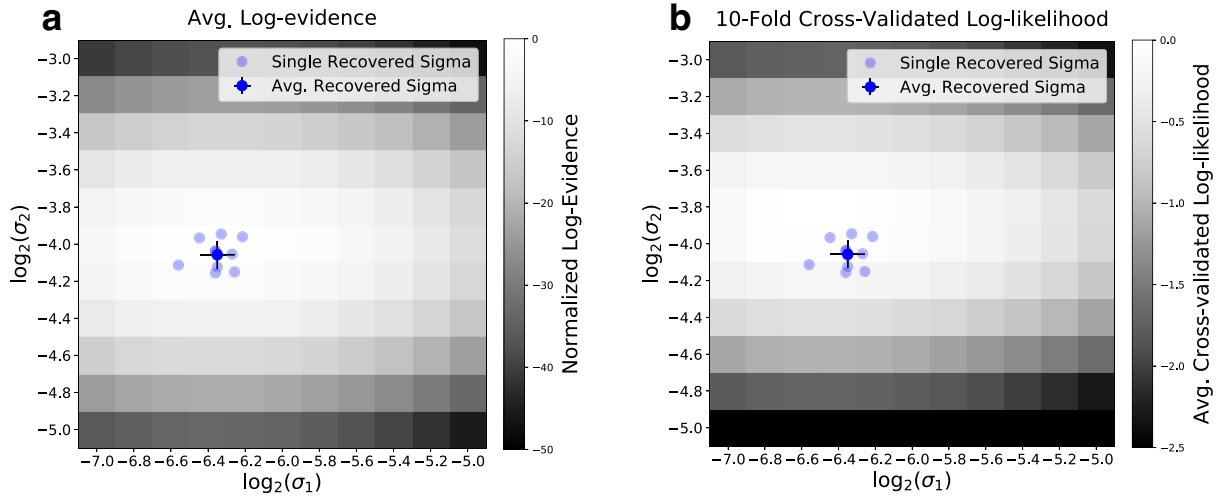 a
Avg. Log-evidence
Single Recovered Sigma
Avg. Recovered Sigma
−3.0
−3.2
−3.4
−3.6
−3.8
−4.0
−4.2
−4.4
−4.6
−4.8
−5.0
log₂(σ₂)
−7.0 −6.8 −6.6 −6.4 −6.2 −6.0 −5.8 −5.6 −5.4 −5.2 −5.0
log₂(σ₁)
0
−10
−20
−30
−40
−50
Normalized Log-Evidence
b
10-Fold Cross-Validated Log-likelihood
Single Recovered Sigma
Avg. Recovered Sigma
−3.0
−3.2
−3.4
−3.6
−3.8
−4.0
−4.2
−4.4
−4.6
−4.8
−5.0
log₂(σ₂)
−7.0 −6.8 −6.6 −6.4 −6.2 −6.0 −5.8 −5.6 −5.4 −5.2 −5.0
log₂(σ₁)
0.0
−0.5
−1.0
−1.5
−2.0
−2.5
Avg. Cross-validated Log-likelihood